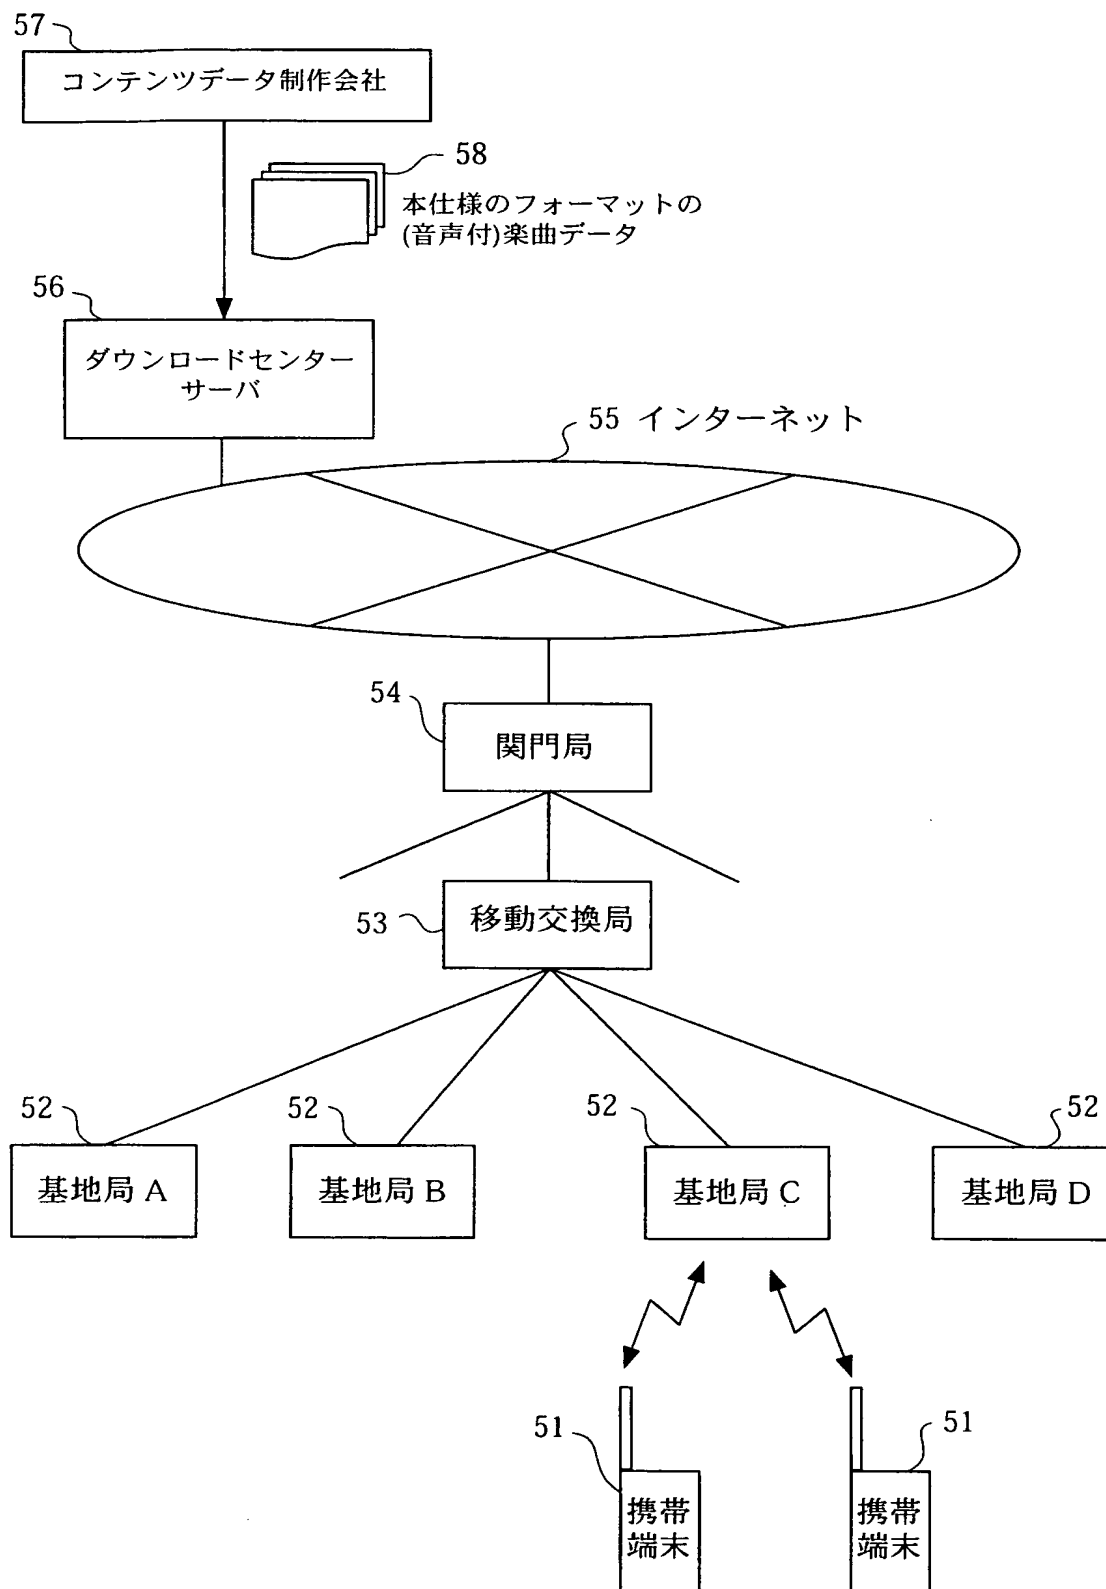 57
コンテンツデータ制作会社
58
本仕様のフォーマットの
(音声付)楽曲データ
56
ダウンロードセンター
サーバ
55 インターネット
54
関門局
53
移動交換局
52
52
52
52
基地局 A
基地局 B
基地局 C
基地局 D
51
51
携帯
端末
携帯
端末